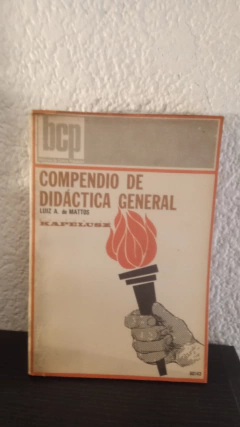 bcp
COMPENDIO DE
DIDÁCTICA GENERAL
LUIZ A. de MATTOS
KAPELUSZ